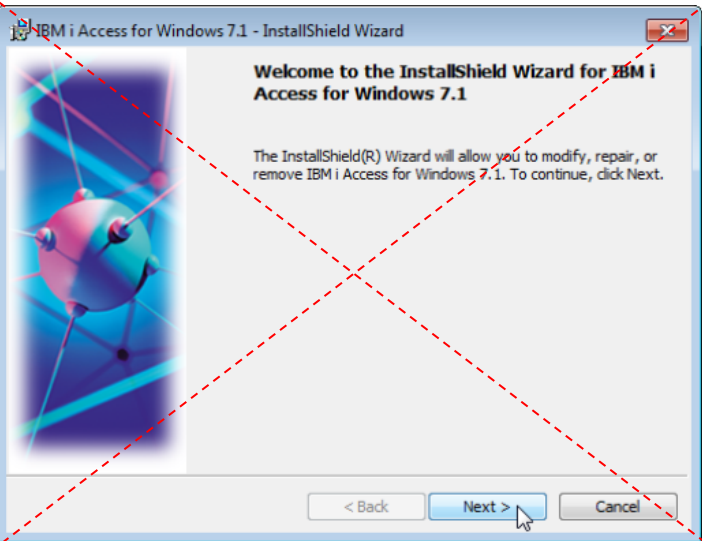 IBM i Access for Windows 7.1 - InstallShield Wizard
Welcome to the InstallShield Wizard for IBM i
Access for Windows 7.1
The InstallShield(R) Wizard will allow you to modify, repair, or
remove IBM i Access for Windows 7.1. To continue, click Next.
< Back Next > Cancel